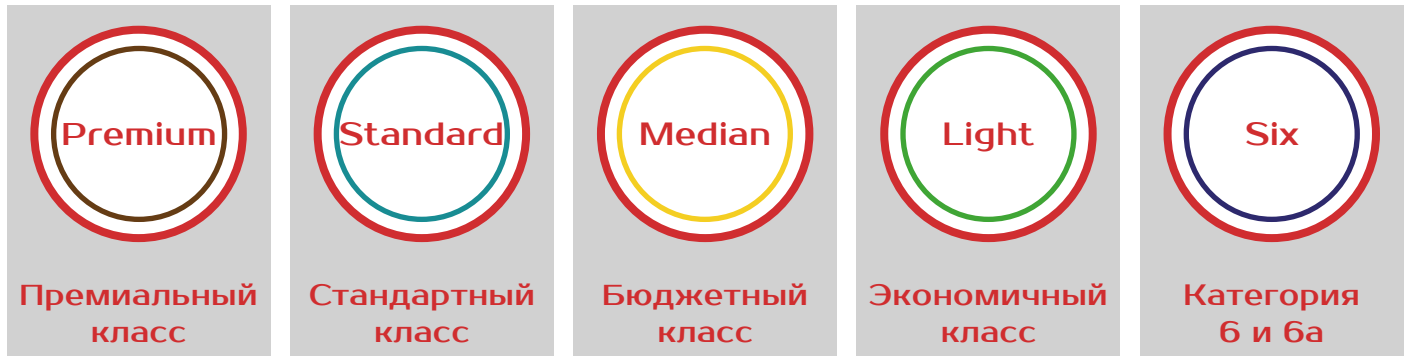 Premium
Премиальный
класс
Standard
Стандартный
класс
Median
Бюджетный
класс
Light
Экономичный
класс
Six
Категория
6 и 6а